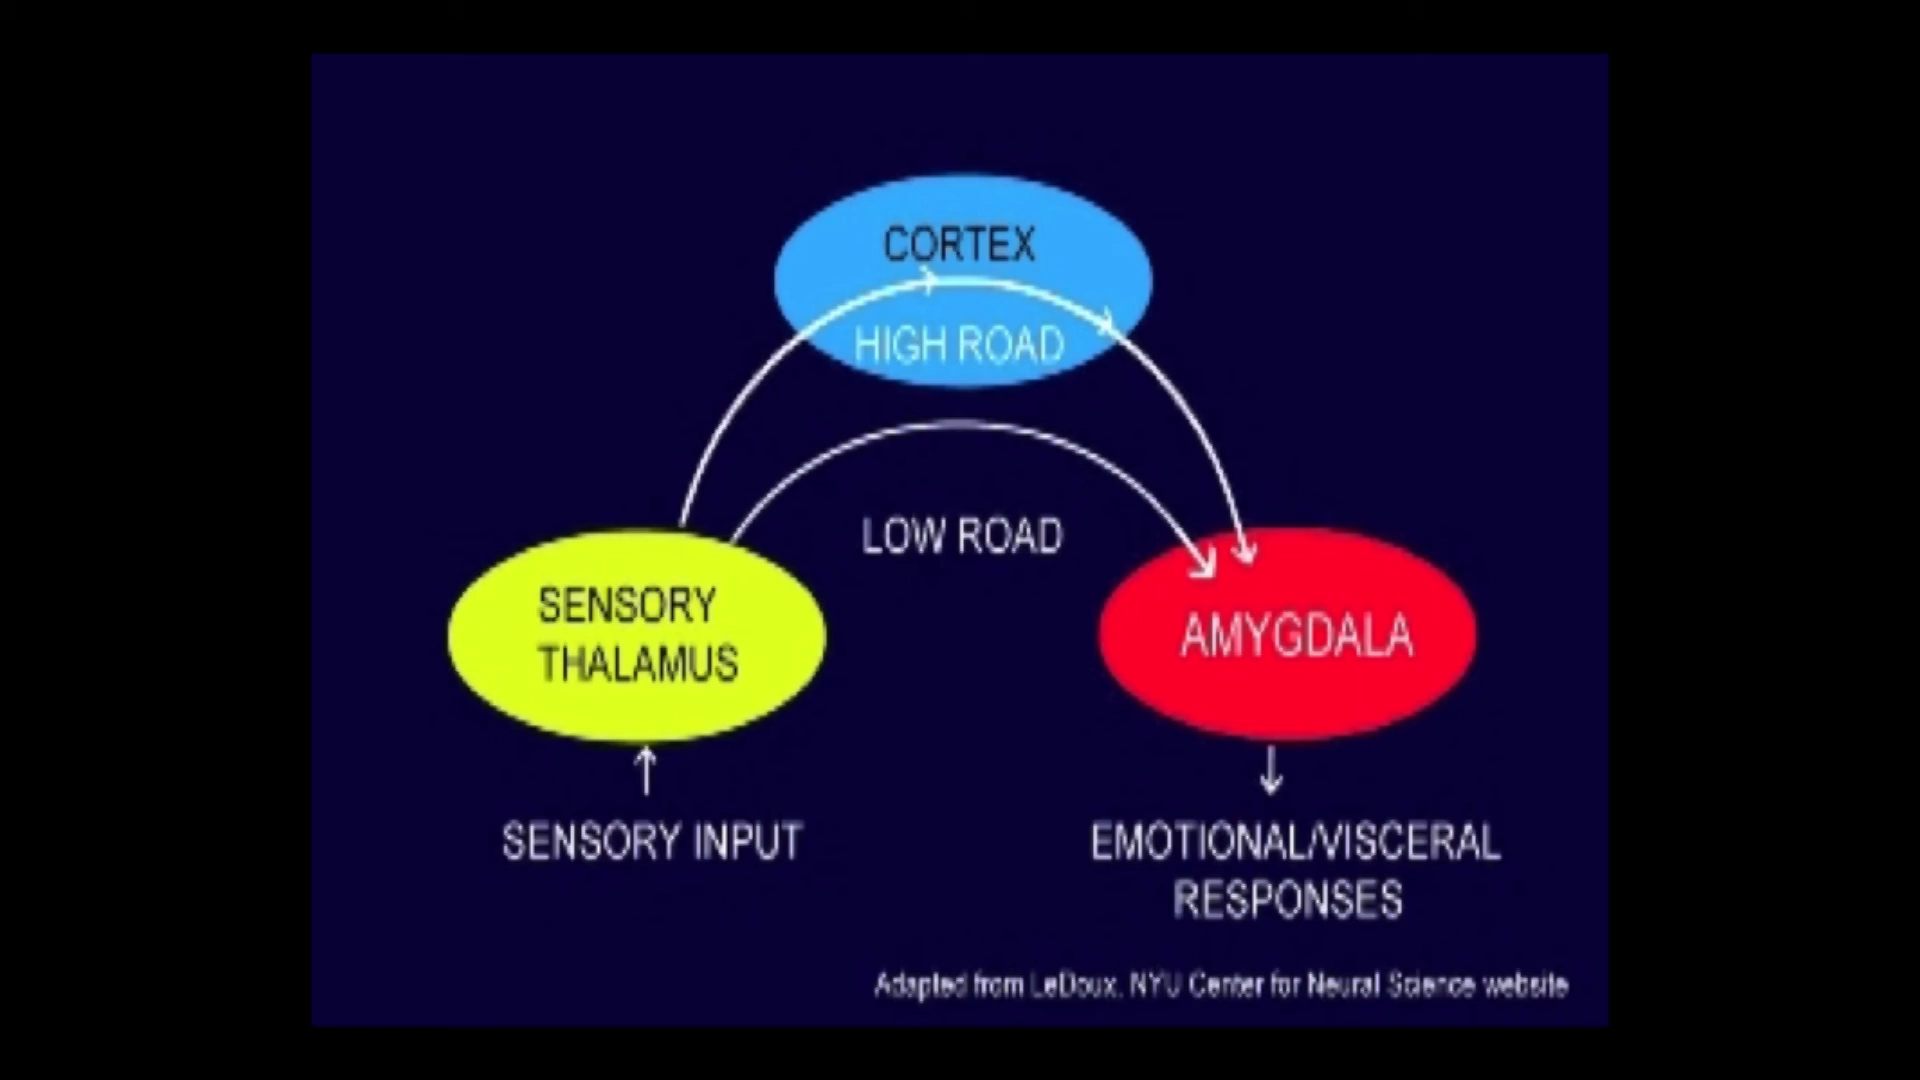 CORTEX
HIGH ROAD
LOW ROAD
SENSORY
THALAMUS
AMYGDALA
SENSORY INPUT
EMOTIONAL/VISCERAL
RESPONSES
Adapted from LeDoux, NYU Center for Neural Science website